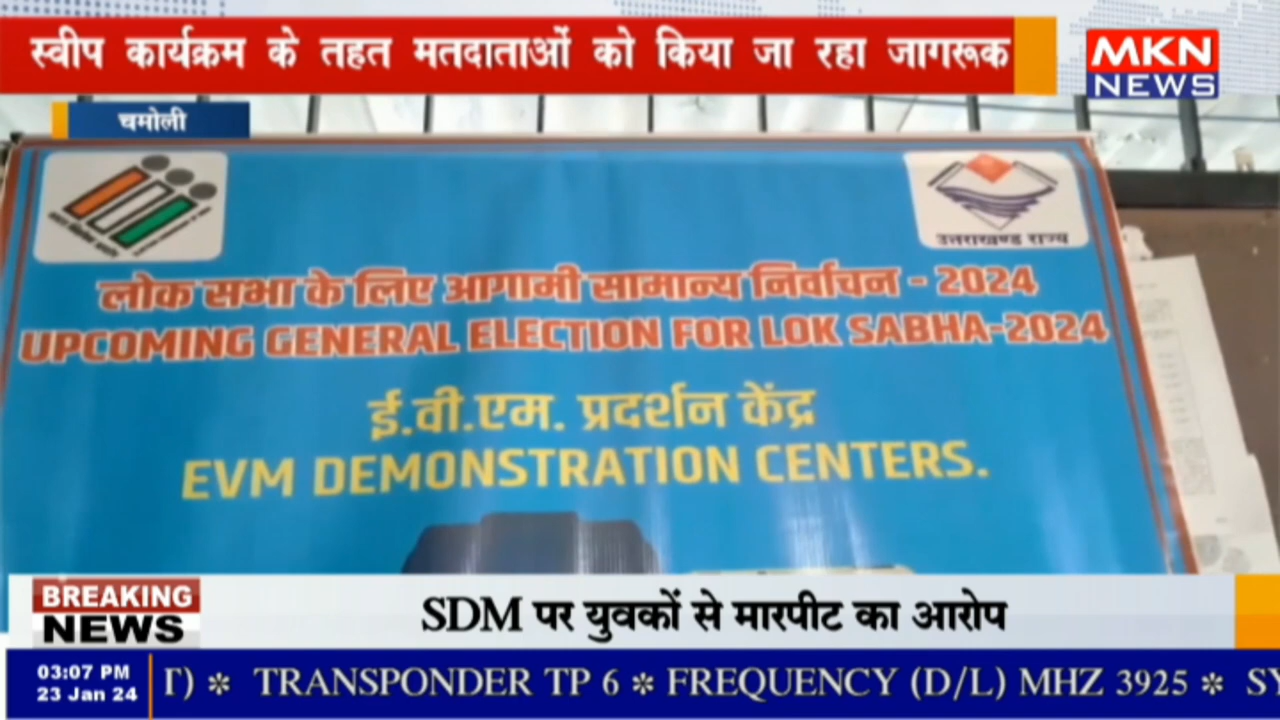 स्वीप कार्यक्रम के तहत मतदाताओं को किया जा रहा जागरूक
MKN
NEWS
चमोली
उत्तराखण्ड राज्य
लोक सभा के लिए आगामी सामान्य निर्वाचन - 2024
UPCOMING GENERAL ELECTION FOR LOK SABHA-2024
ई.वी.एम. प्रदर्शन केंद्र
EVM DEMONSTRATION CENTERS.
BREAKING
NEWS
SDM पर युवकों से मारपीट का आरोप
03:07 PM
23 Jan 24
T) * TRANSPONDER TP 6 * FREQUENCY (D/L) MHZ 3925 * SY